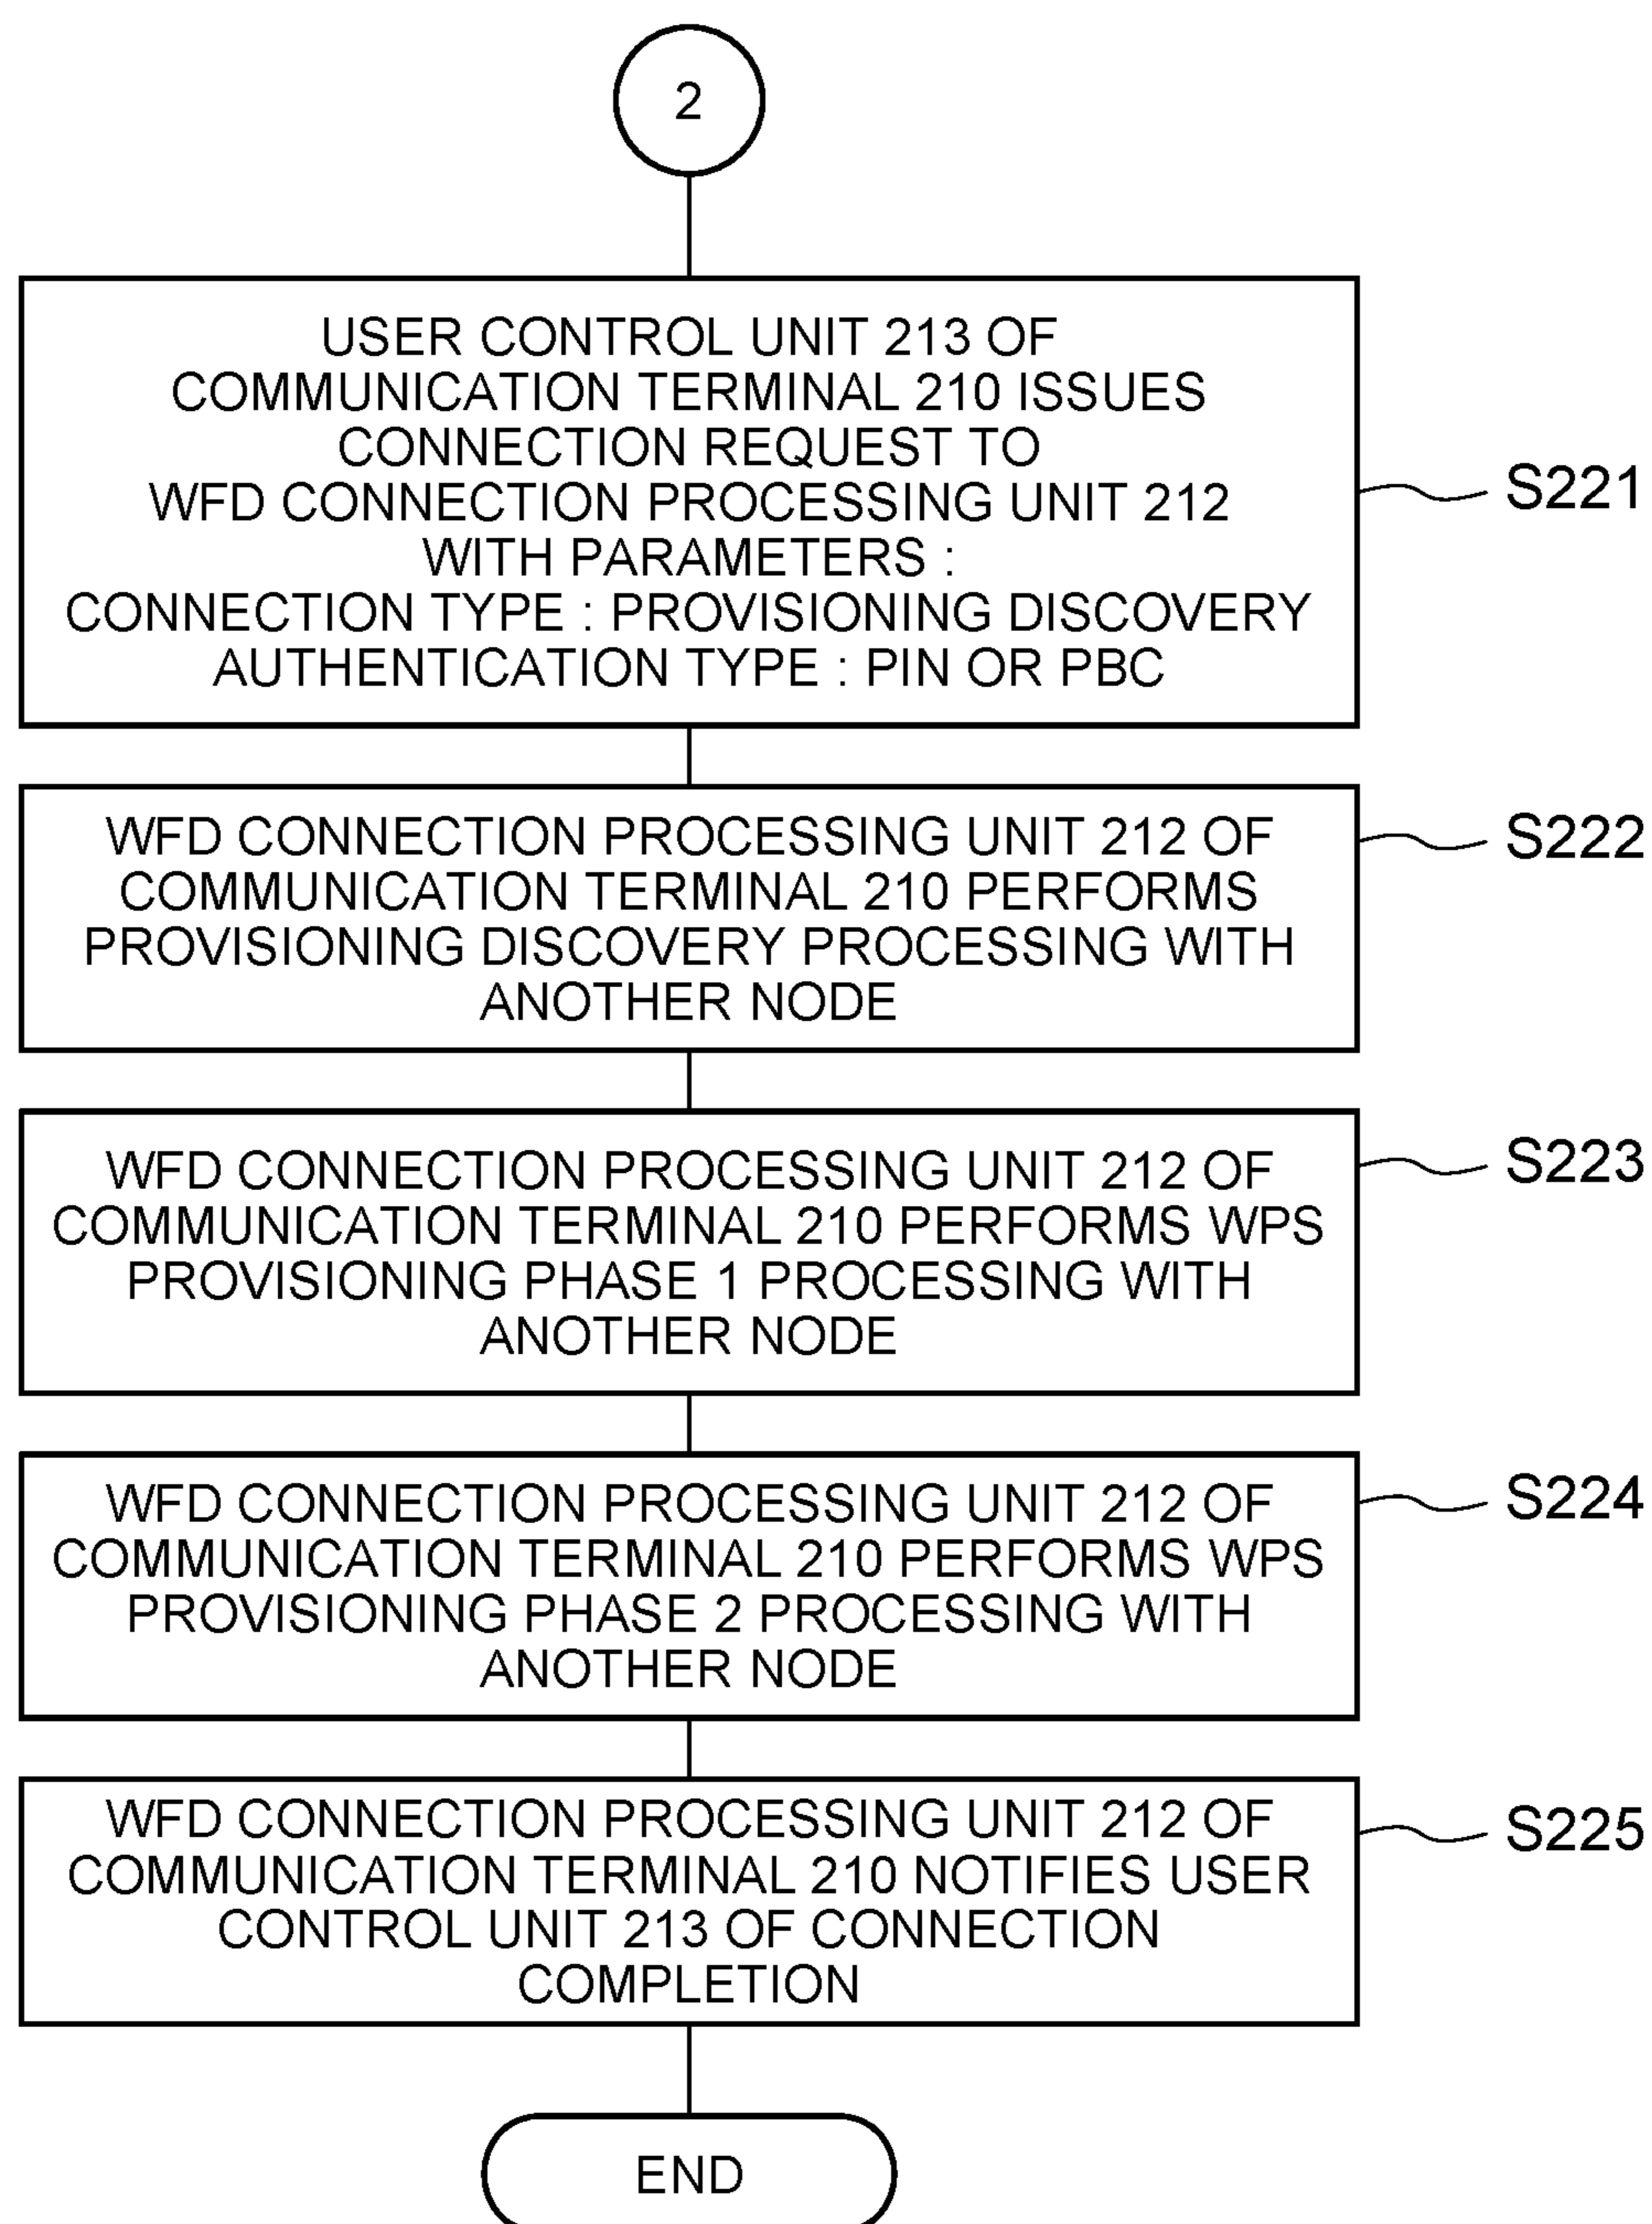 2
USER CONTROL UNIT 213 OF
COMMUNICATION TERMINAL 210 ISSUES
CONNECTION REQUEST TO
WFD CONNECTION PROCESSING UNIT 212
WITH PARAMETERS :
CONNECTION TYPE : PROVISIONING DISCOVERY
AUTHENTICATION TYPE : PIN OR PBC
S221
WFD CONNECTION PROCESSING UNIT 212 OF
COMMUNICATION TERMINAL 210 PERFORMS
PROVISIONING DISCOVERY PROCESSING WITH
ANOTHER NODE
S222
WFD CONNECTION PROCESSING UNIT 212 OF
COMMUNICATION TERMINAL 210 PERFORMS WPS
PROVISIONING PHASE 1 PROCESSING WITH
ANOTHER NODE
S223
WFD CONNECTION PROCESSING UNIT 212 OF
COMMUNICATION TERMINAL 210 PERFORMS WPS
PROVISIONING PHASE 2 PROCESSING WITH
ANOTHER NODE
S224
WFD CONNECTION PROCESSING UNIT 212 OF
COMMUNICATION TERMINAL 210 NOTIFIES USER
CONTROL UNIT 213 OF CONNECTION
COMPLETION
S225
END